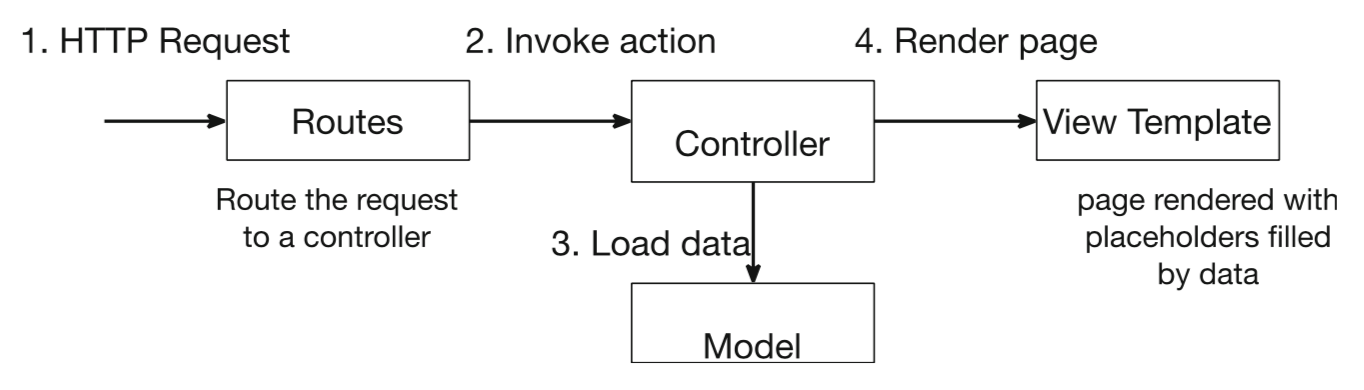 1. HTTP Request
2. Invoke action
4. Render page
Routes
Controller
View Template
Route the request
to a controller
page rendered with
placeholders filled
by data
3. Load data
Model